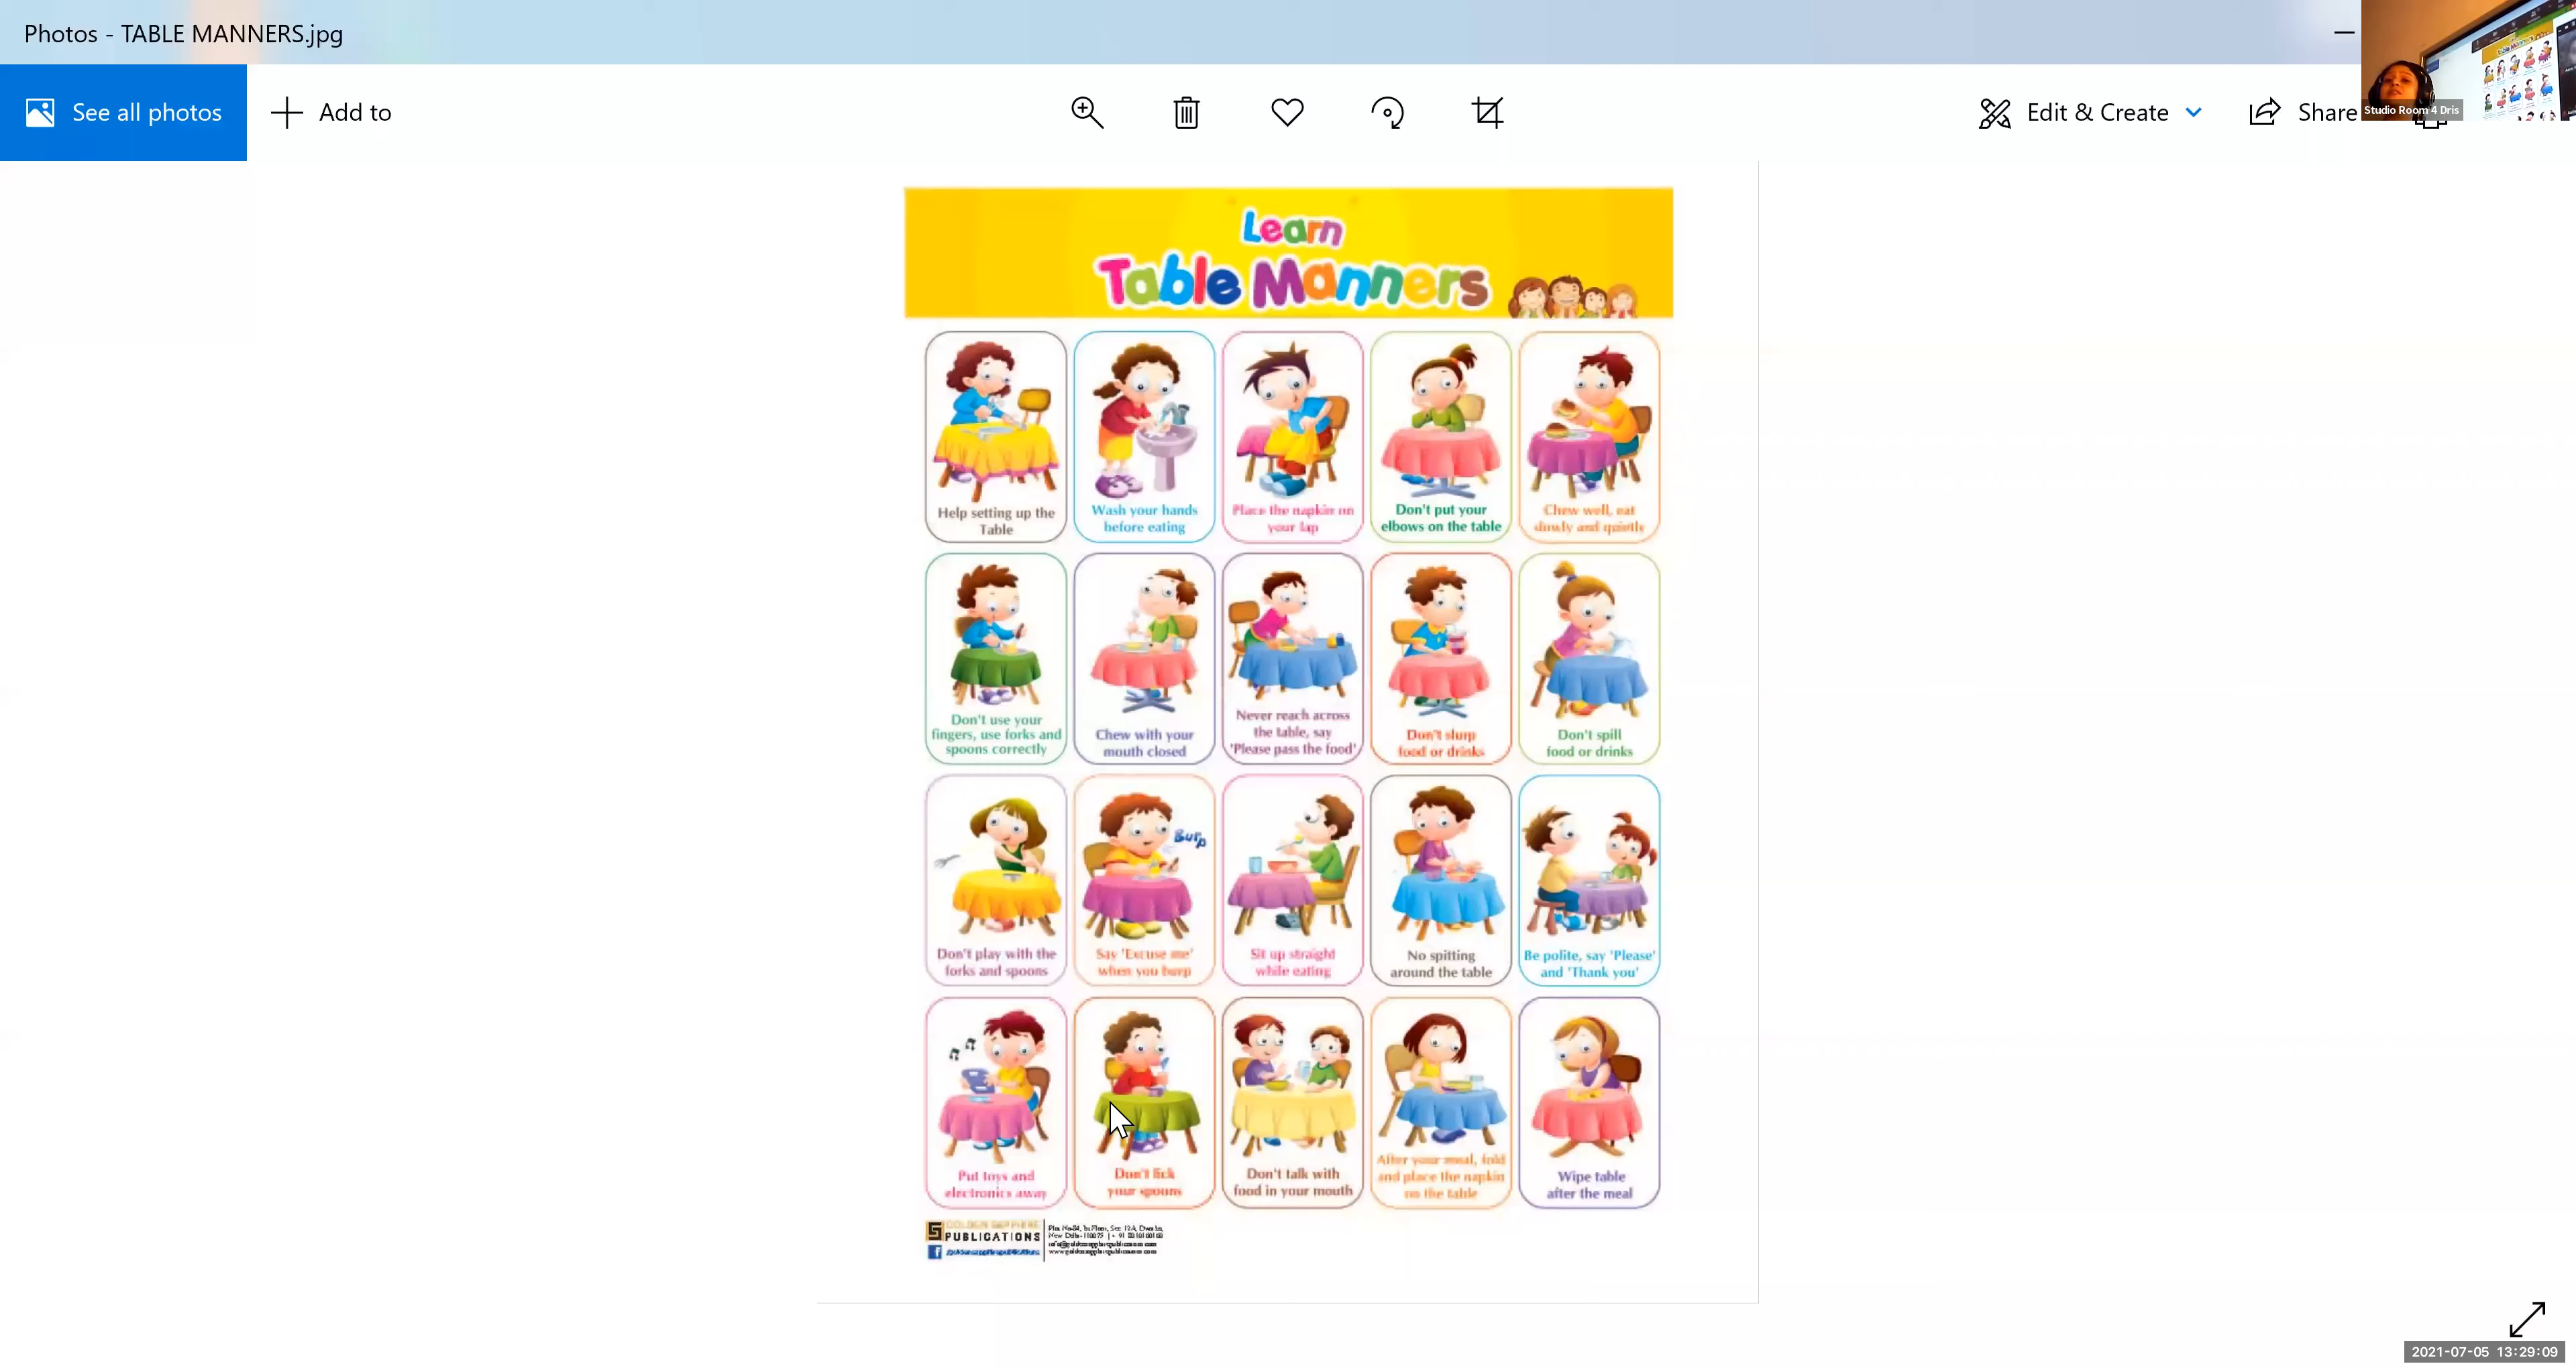 Photos - TABLE MANNERS.jpg
See all photos
Add to
Edit & Create
Share
Studio Room 4 Dris
Learn
Table Manners
Help setting up the
Table
Wash your hands
before eating
Place the napkin on
your lap
Don't put your
elbows on the table
Chew well, eat
slowly and quietly
Don't use your
fingers, use forks and
spoons correctly
Chew with your
mouth closed
Never reach across
the table, say
'Please pass the food'
Don't slurp
food or drinks
Don't spill
food or drinks
Don't play with the
forks and spoons
Burp
Say 'Excuse me'
when you burp
Sit up straight
while eating
No spitting
around the table
Be polite, say 'Please'
and 'Thank you'
Put toys and
electronics away
Don't lick
your spoons
Don't talk with
food in your mouth
After your meal, fold
and place the napkin
on the table
Wipe table
after the meal
PUBLICATIONS
2021-07-05 13:29:09